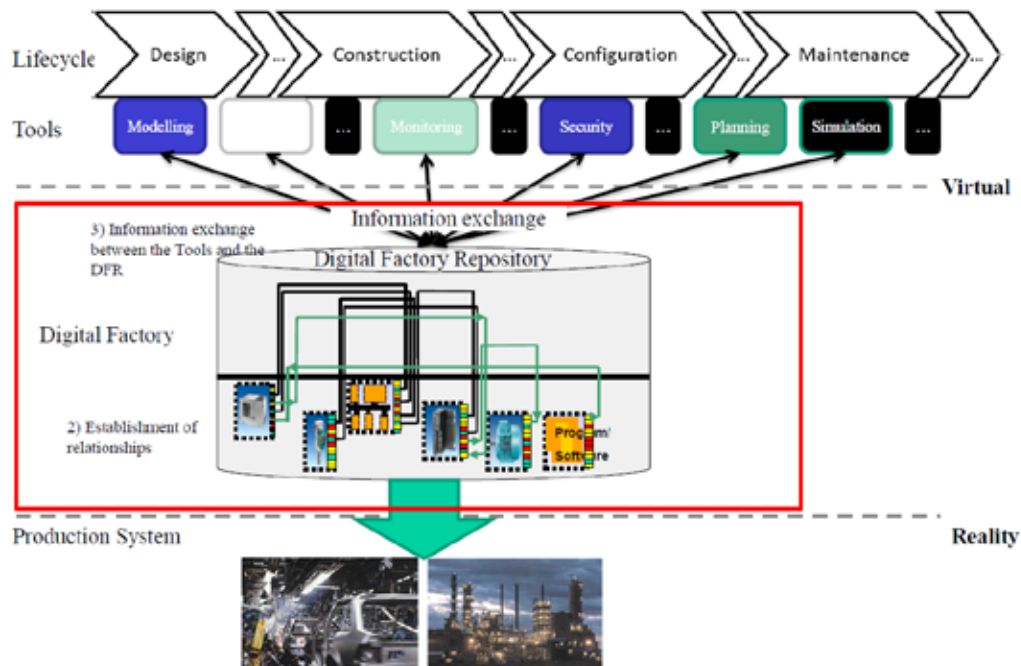 Lifecycle
Design
...
Construction
...
Configuration
...
Maintenance
...
Tools
Modelling
...
Monitoring
...
Security
...
Planning
Simulation
...
Virtual
Information exchange
3) Information exchange
between the Tools and the
DFR
Digital Factory Repository
Digital Factory
2) Establishment of
relationships
Program/
Software
Production System
Reality